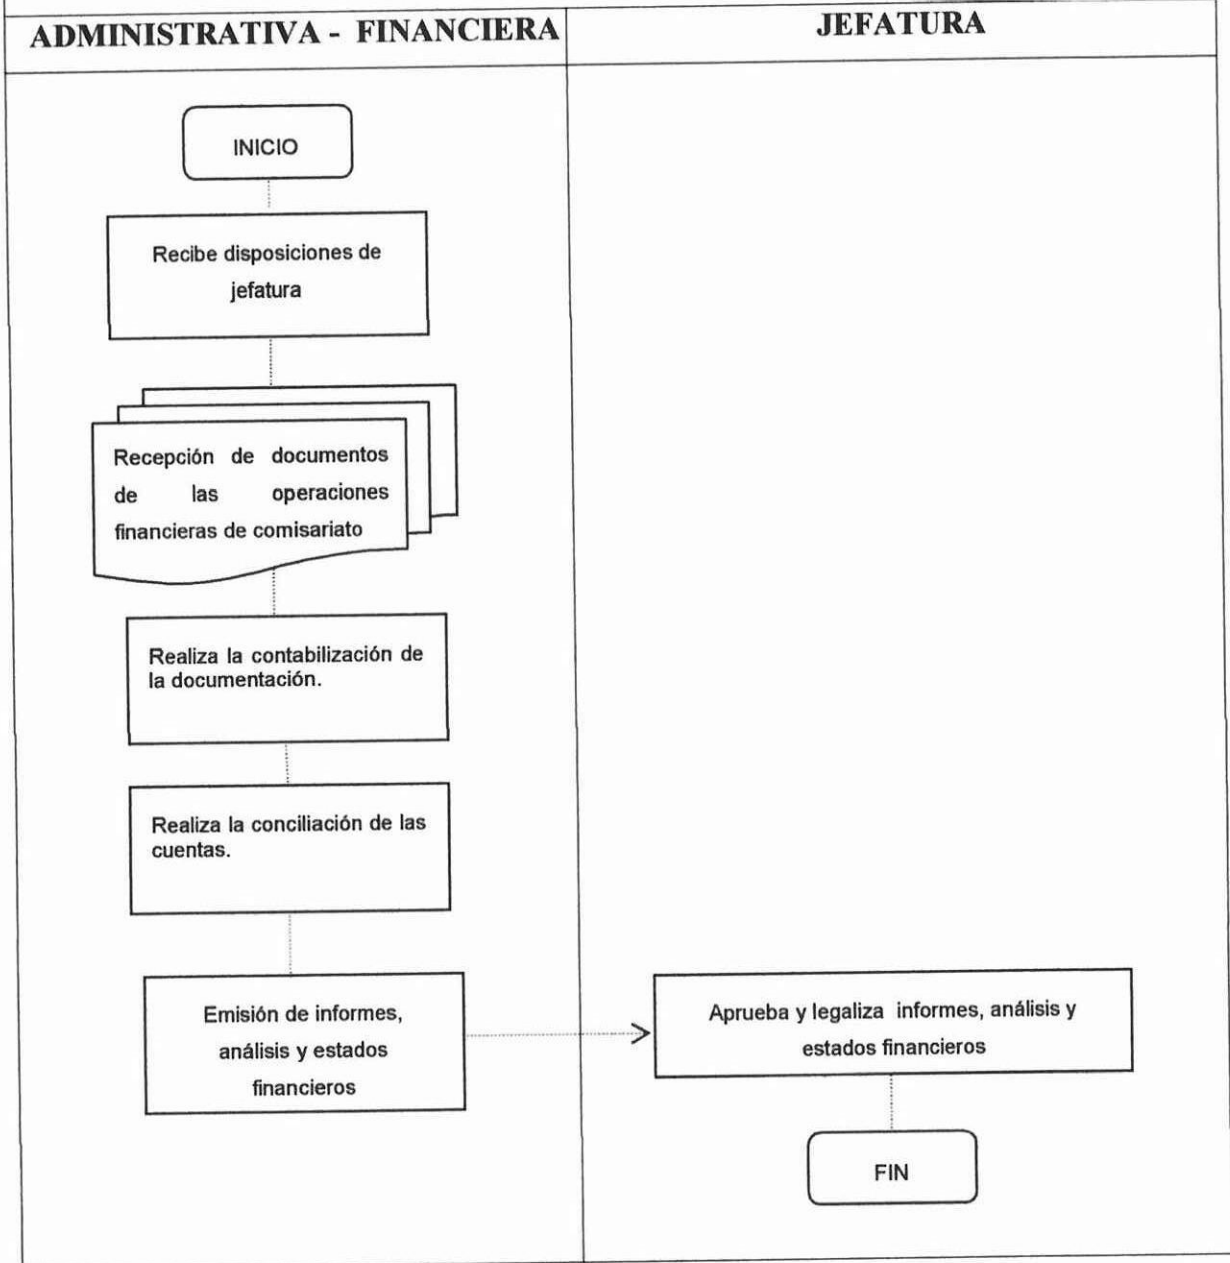 ADMINISTRATIVA - FINANCIERA
JEFATURA
INICIO
Recibe disposiciones de
jefatura
Recepción de documentos
de las operaciones
financieras de comisariato
Realiza la contabilización de
la documentación.
Realiza la conciliación de las
cuentas.
Emisión de informes,
análisis y estados
financieros
Aprueba y legaliza informes, análisis y
estados financieros
FIN